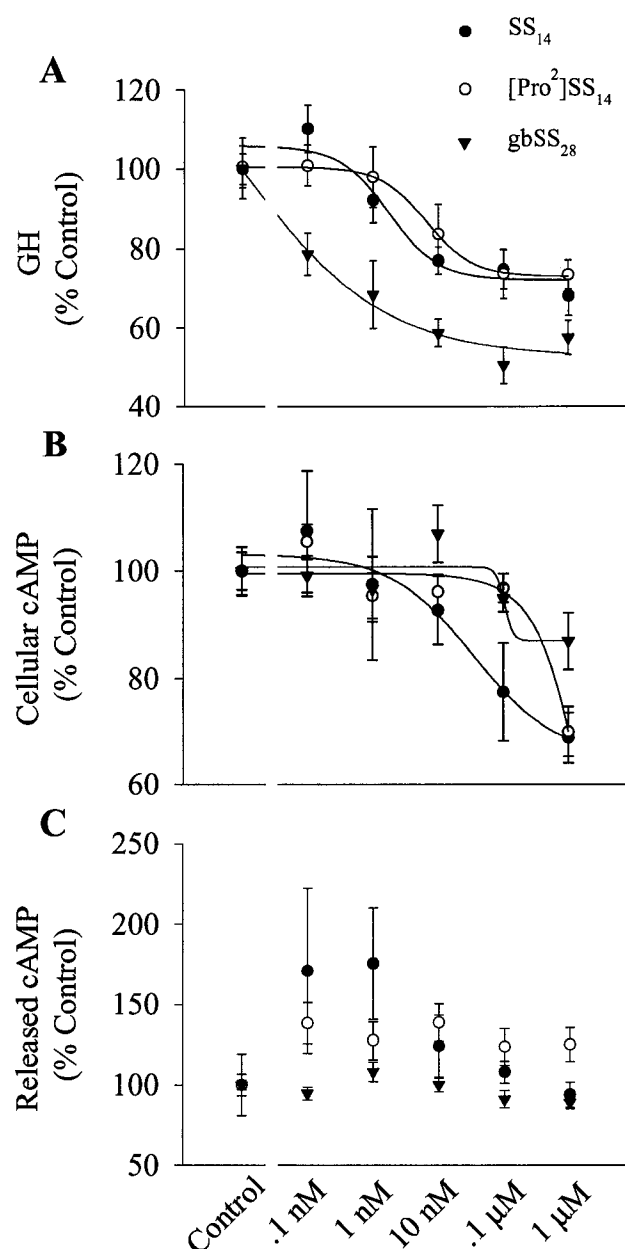 SS14
[Pro2]SS14
gbSS28
A
120
100
80
60
40
GH
(% Control)
B
120
100
80
60
Cellular cAMP
(% Control)
C
250
200
150
100
50
Released cAMP
(% Control)
Control
.1 nM
1 nM
10 nM
.1 µM
1 µM